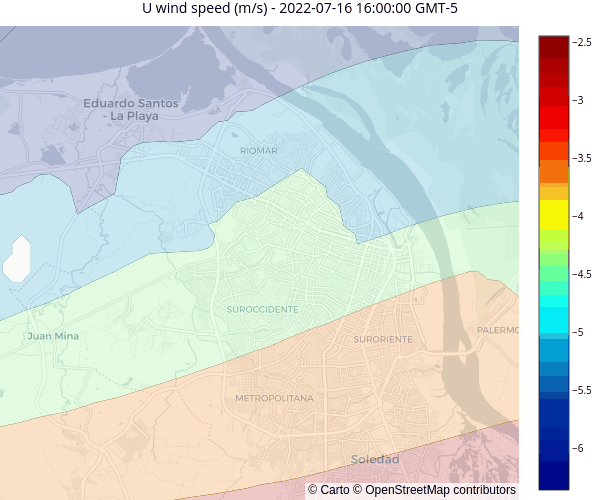 U wind speed (m/s) - 2022-07-16 16:00:00 GMT-5
−2.5
−3
−3.5
−4
−4.5
−5
−5.5
−6
Eduardo Santos
- La Playa
RIOMAR
SUROCCIDENTE
Juan Mina
SURORIENTE
PALERMO
METROPOLITANA
Soledad
© Carto © OpenStreetMap contributors